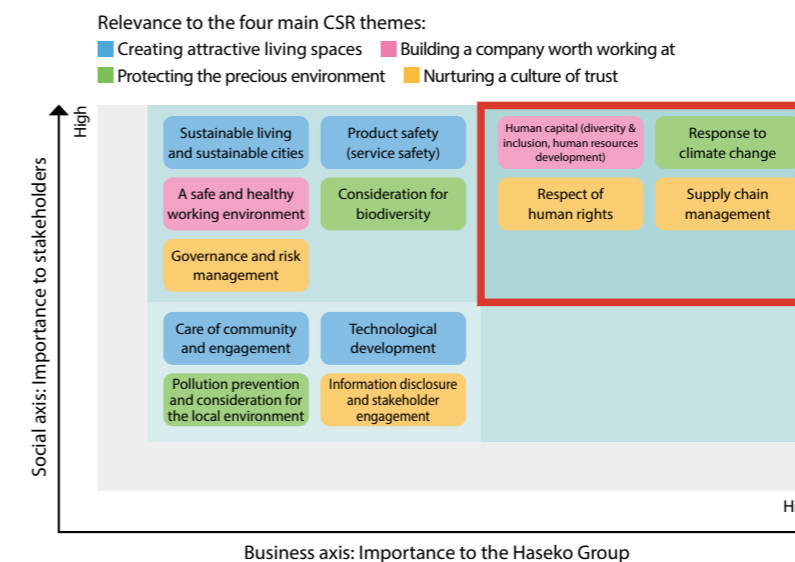 Relevance to the four main CSR themes:
Creating attractive living spaces
Building a company worth working at
Protecting the precious environment
Nurturing a culture of trust
High
Social axis: Importance to stakeholders
Sustainable living
and sustainable cities
Product safety
(service safety)
Human capital (diversity &
inclusion, human resources
development)
Response to
climate change
A safe and healthy
working environment
Consideration for
biodiversity
Respect of
human rights
Supply chain
management
Governance and risk
management
Care of community
and engagement
Technological
development
Pollution prevention
and consideration for
the local environment
Information disclosure
and stakeholder
engagement
Business axis: Importance to the Haseko Group